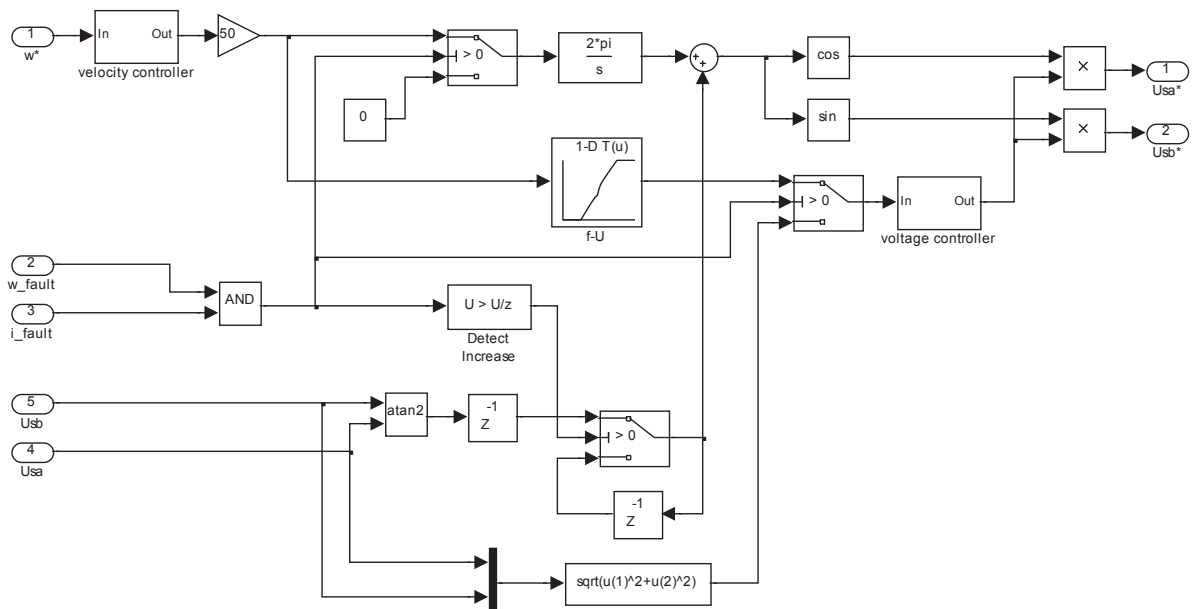 1
w*
In Out
velocity controller
50
> 0
0
2*pi
s
+
+
cos
sin
×
×
1
Usa*
2
Usb*
1-D T(u)
f-U
> 0
In Out
voltage controller
2
w_fault
3
i_fault
AND
U > U/z
Detect
Increase
5
Usb
4
Usa
atan2
-1
Z
> 0
-1
Z
sqrt(u(1)^2+u(2)^2)